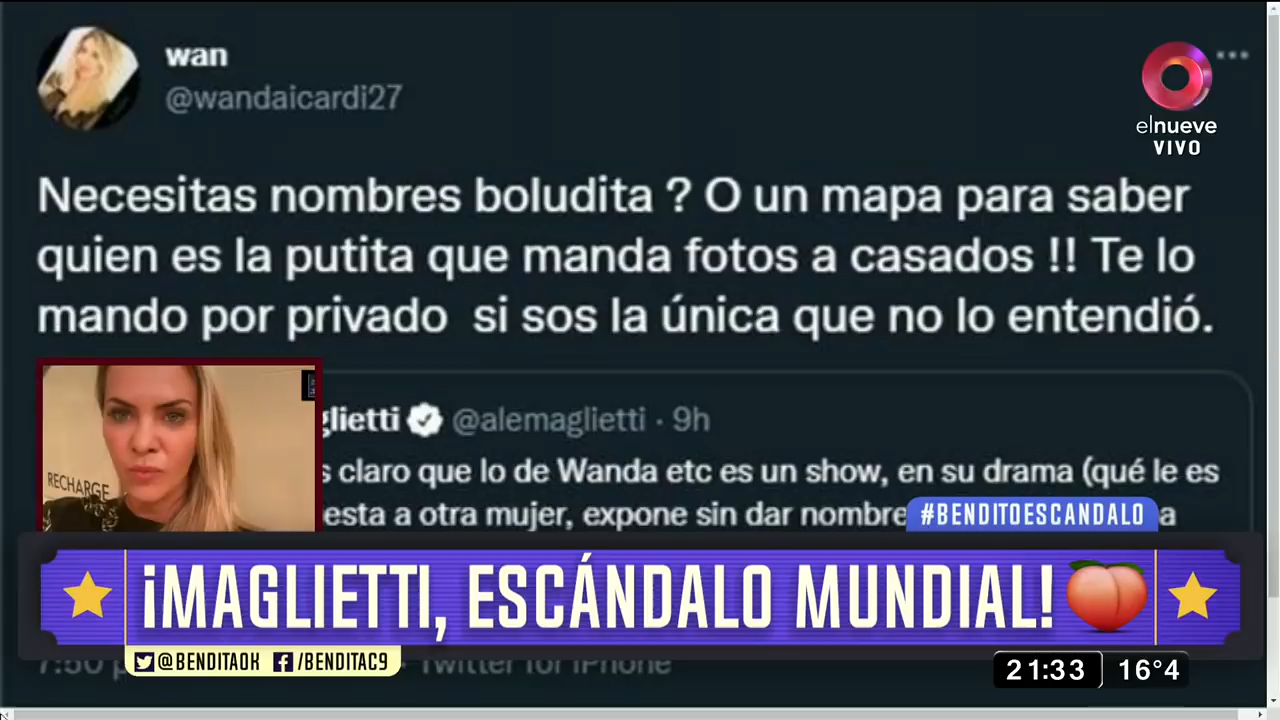 wan
@wandaicardi27
elnueve
VIVO
Necesitas nombres boludita ? O un mapa para saber
quien es la putita que manda fotos a casados !! Te lo
mando por privado si sos la única que no lo entendió.
glietti @alemaglietti · 9h
s claro que lo de Wanda etc es un show, en su drama (qué le es
esta a otra mujer, expone sin dar nombre a
RECHARGE
#BENDITOESCANDALO
¡MAGLIETTI, ESCÁNDALO MUNDIAL!
7:50 p Twitter for iPhone
@BENDITAOK /BENDITAC9
21:33 16°4